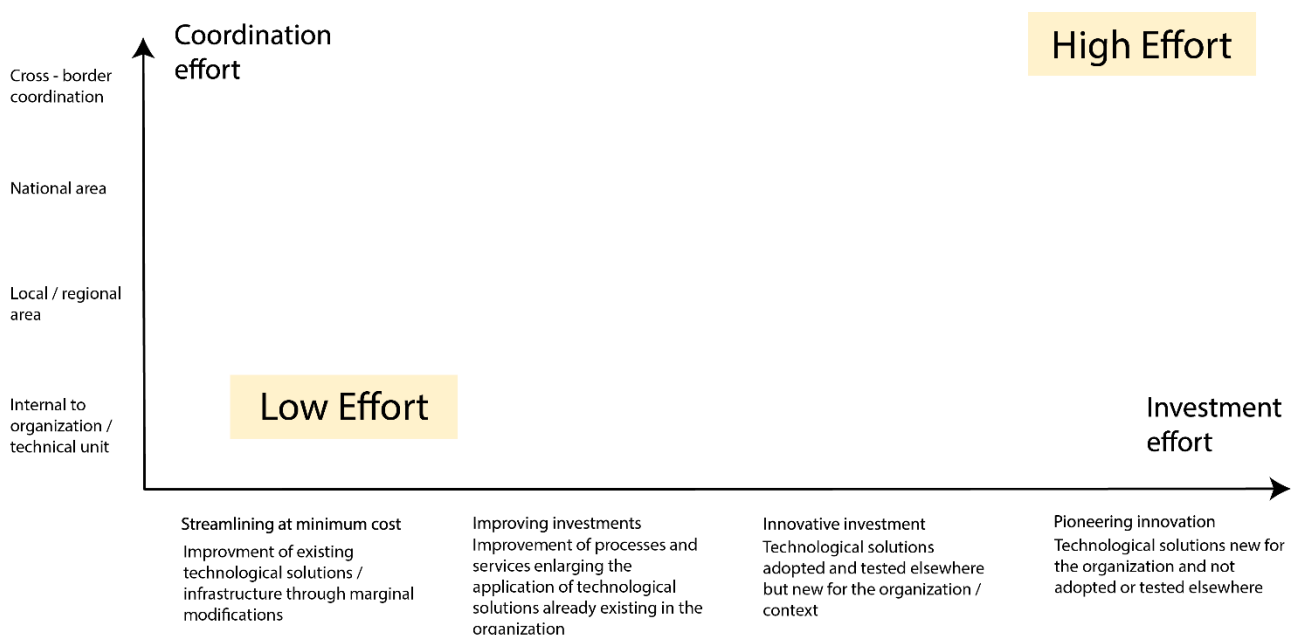 Coordination
effort
High Effort
Cross - border
coordination
National area
Local / regional
area
Internal to
organization /
technical unit
Low Effort
Investment
effort
Streamlining at minimum cost
Improvment of existing
technological solutions /
infrastructure through marginal
modifications
Improving investments
Improvement of processes and
services enlarging the
application of technological
solutions already existing in the
organization
Innovative investment
Technological solutions
adopted and tested elsewhere
but new for the organization /
context
Pioneering innovation
Technological solutions new for
the organization and not
adopted or tested elsewhere